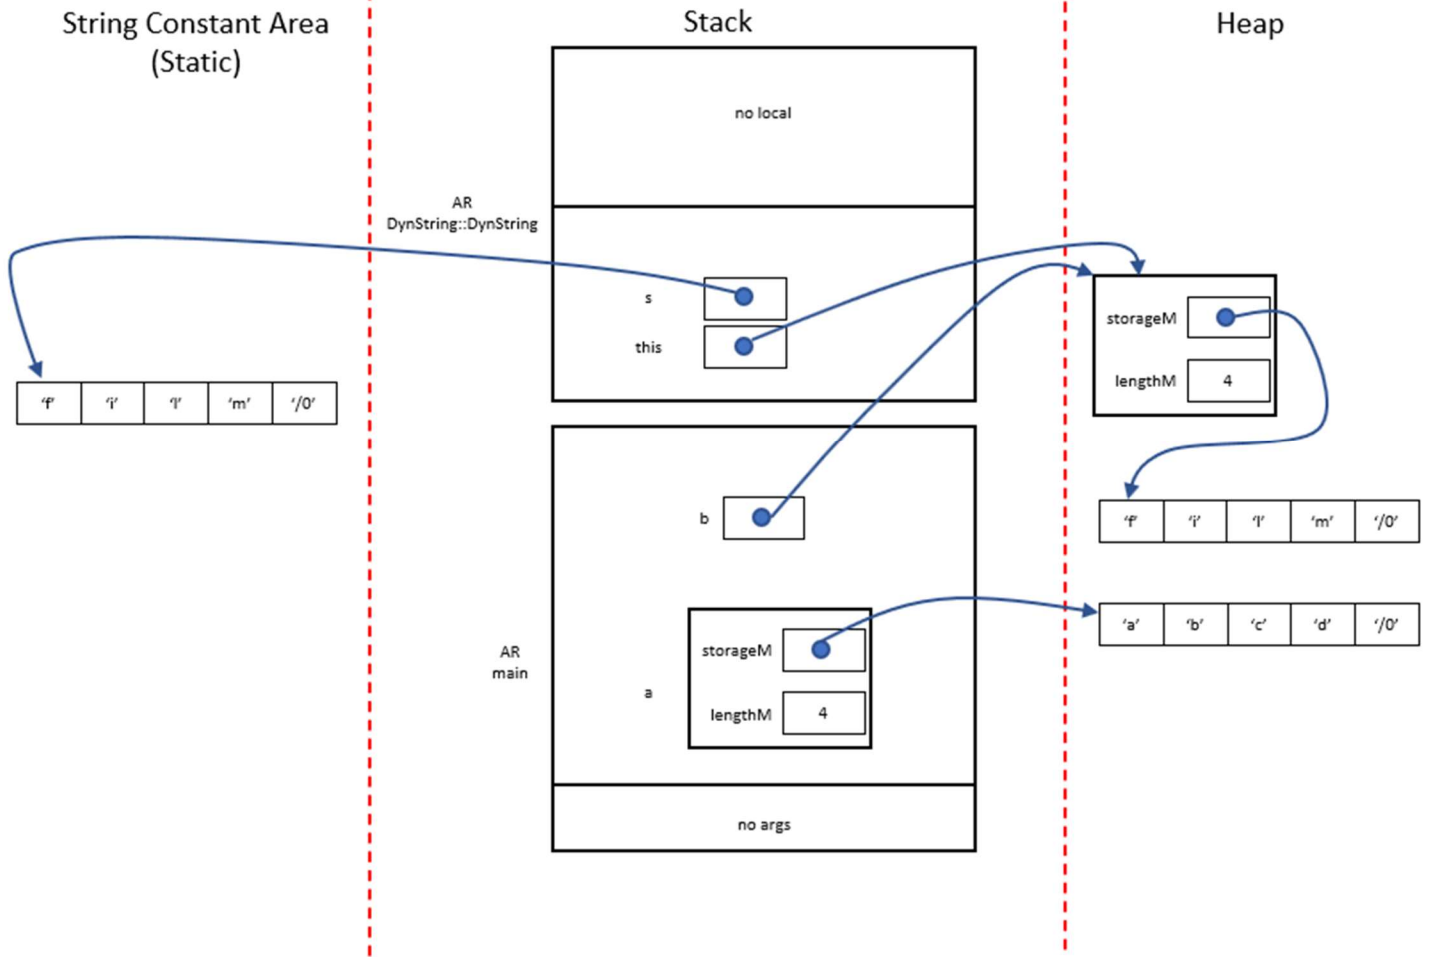 String Constant Area
(Static)
Stack
Heap
no local
AR
DynString::DynString
s
this
‘f’ ‘i’ ‘l’ ‘m’ ‘/0’
storageM
lengthM 4
b
‘f’ ‘i’ ‘l’ ‘m’ ‘/0’
‘a’ ‘b’ ‘c’ ‘d’ ‘/0’
AR
main
a
storageM
lengthM 4
no args